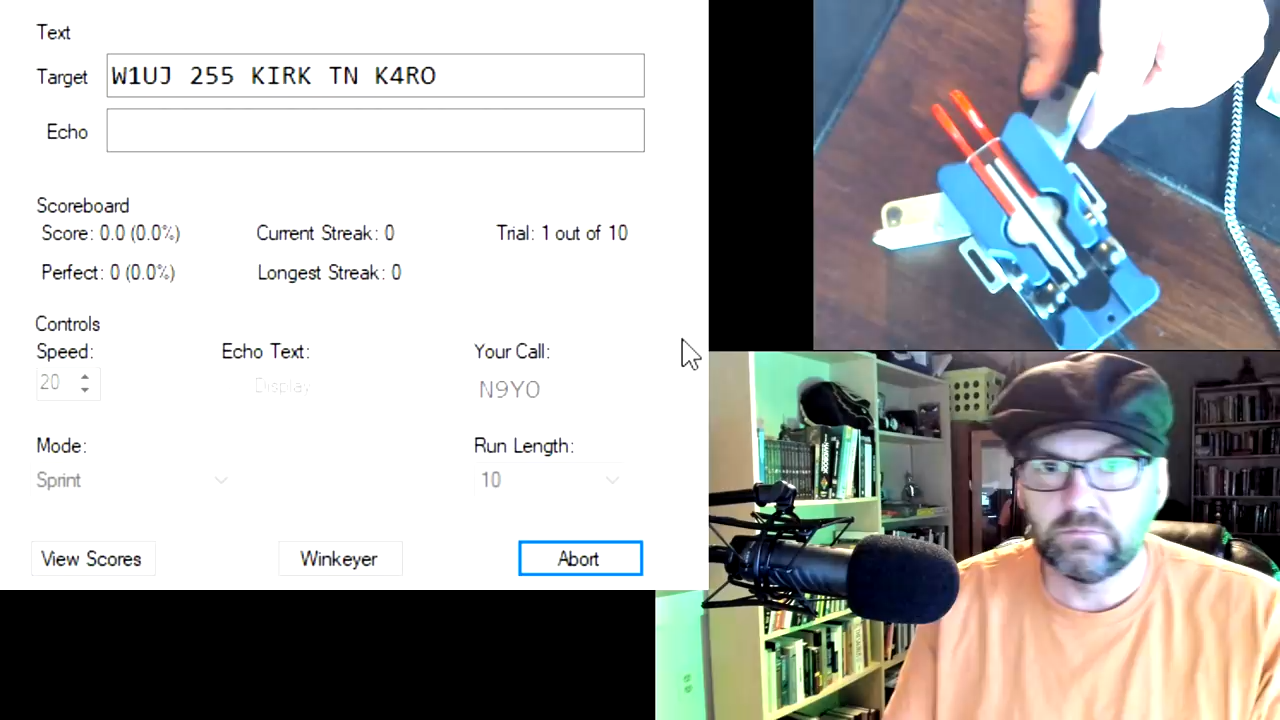 Text
Target W1UJ 255 KIRK TN K4RO
Echo
Scoreboard
Score: 0.0 (0.0%) Current Streak: 0 Trial: 1 out of 10
Perfect: 0 (0.0%) Longest Streak: 0
Controls
Speed: Echo Text: Your Call:
20 Display N9YO
Mode: Run Length:
Sprint 10
View Scores Winkeyer Abort